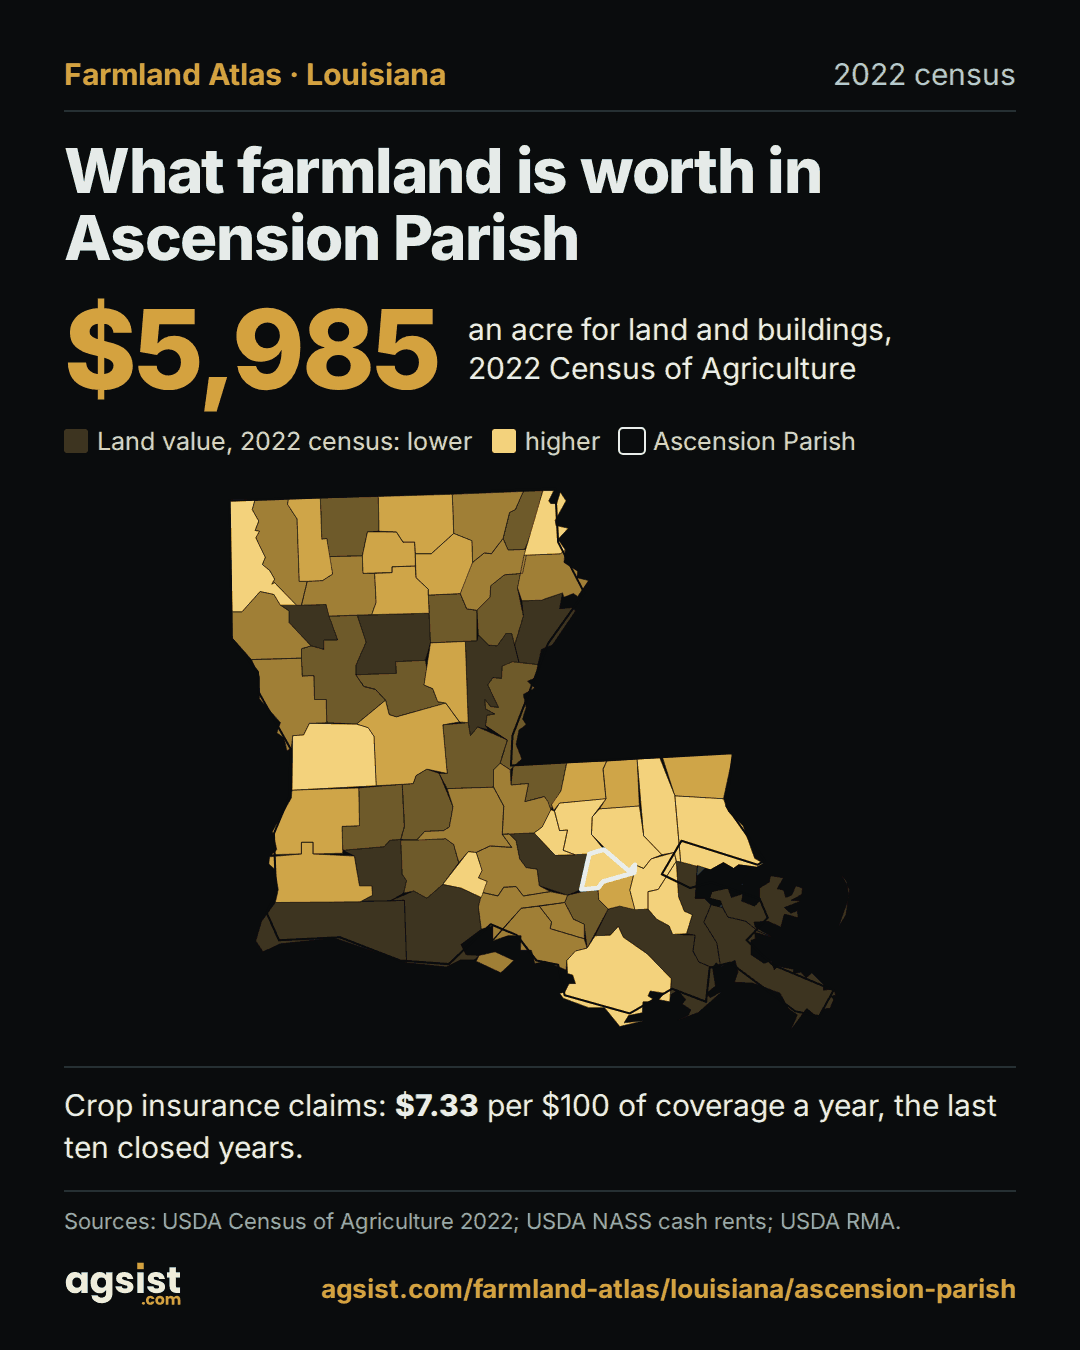 Farmland Atlas · Louisiana
2022 census
What farmland is worth in
Ascension Parish
$5,985
an acre for land and buildings,
2022 Census of Agriculture
Land value, 2022 census: lower
higher
Ascension Parish
Crop insurance claims: $7.33 per $100 of coverage a year, the last
ten closed years.
Sources: USDA Census of Agriculture 2022; USDA NASS cash rents; USDA RMA.
agsist
.com
agsist.com/farmland-atlas/louisiana/ascension-parish